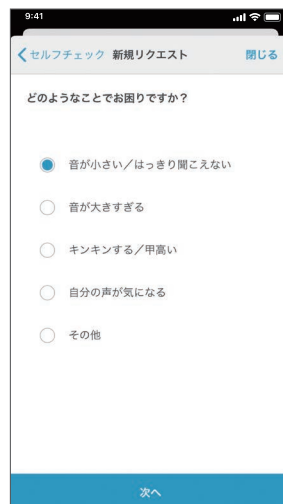 9:41
セルフチェック 新規リクエスト 閉じる
どのようなことでお困りですか？
音が小さい／はっきり聞こえない
音が大きすぎる
キンキンする／甲高い
自分の声が気になる
その他
次へ